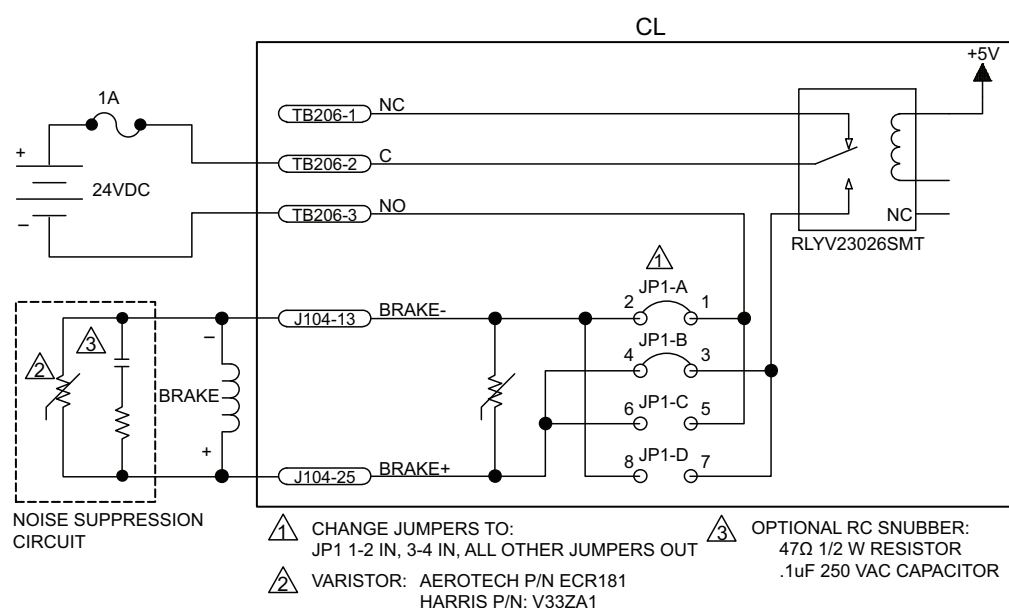 CL
+5V
1A
TB206-1 NC
+
TB206-2 C
24VDC
TB206-3 NO
−
NC
RLYV23026SMT
1
JP1-A
J104-13 BRAKE-
2 1
3
−
JP1-B
2
4 3
BRAKE
JP1-C
6 5
+
JP1-D
J104-25 BRAKE+
8 7
NOISE SUPPRESSION
CIRCUIT
1 CHANGE JUMPERS TO:
JP1 1-2 IN, 3-4 IN, ALL OTHER JUMPERS OUT
2 VARISTOR: AEROTECH P/N ECR181
HARRIS P/N: V33ZA1
3 OPTIONAL RC SNUBBER:
47Ω 1/2 W RESISTOR
.1uF 250 VAC CAPACITOR